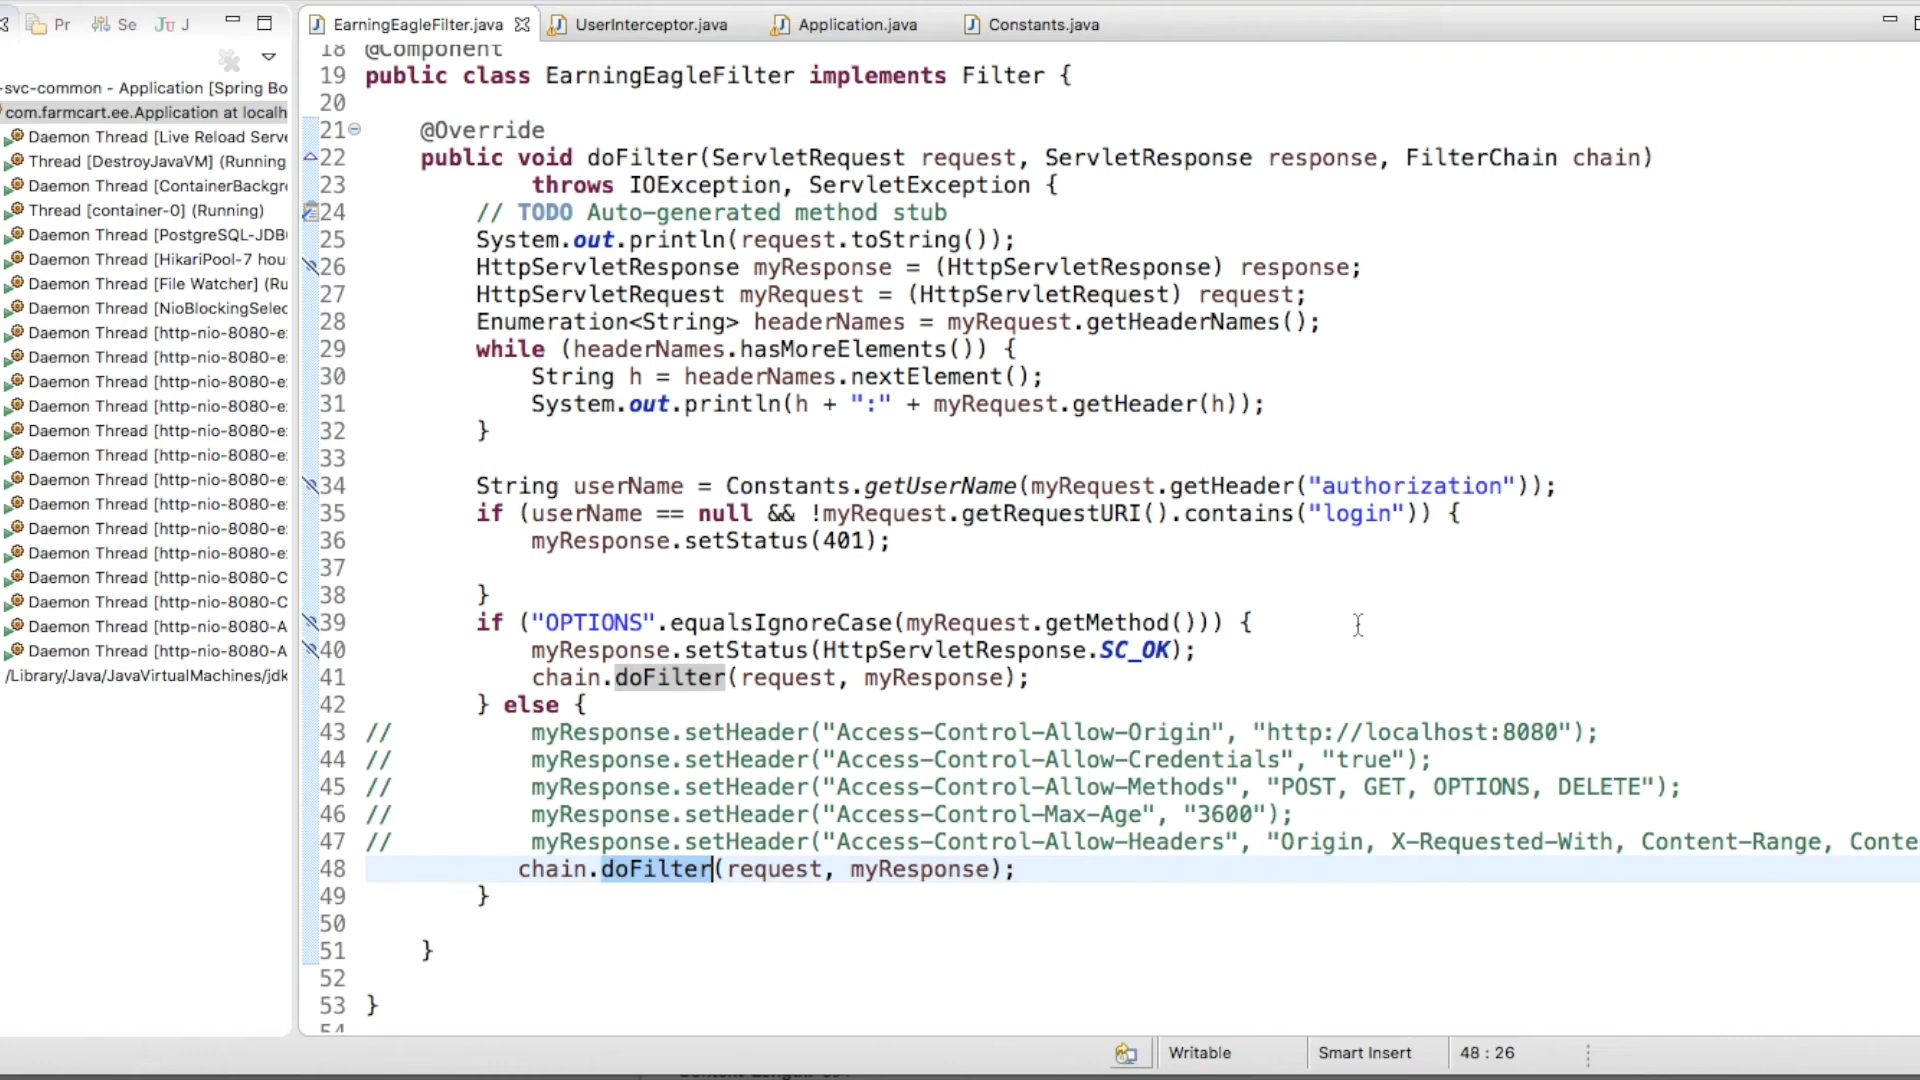 Pr Se Ju J
EarningEagleFilter.java UserInterceptor.java Application.java Constants.java
-svc-common - Application [Spring Bo
com.farmcart.ee.Application at localh
Daemon Thread [Live Reload Serve
Thread [DestroyJavaVM] (Running
Daemon Thread [ContainerBackgr
Thread [container-0] (Running)
Daemon Thread [PostgreSQL-JDB
Daemon Thread [HikariPool-7 hou
Daemon Thread [File Watcher] (Ru
Daemon Thread [NioBlockingSelec
Daemon Thread [http-nio-8080-e
Daemon Thread [http-nio-8080-e
Daemon Thread [http-nio-8080-e
Daemon Thread [http-nio-8080-e
Daemon Thread [http-nio-8080-e
Daemon Thread [http-nio-8080-e
Daemon Thread [http-nio-8080-e
Daemon Thread [http-nio-8080-e
Daemon Thread [http-nio-8080-e
Daemon Thread [http-nio-8080-e
Daemon Thread [http-nio-8080-C
Daemon Thread [http-nio-8080-C
Daemon Thread [http-nio-8080-A
Daemon Thread [http-nio-8080-A
/Library/Java/JavaVirtualMachines/jdk
18 @Component
19 public class EarningEagleFilter implements Filter {
20
21 @Override
22 public void doFilter(ServletRequest request, ServletResponse response, FilterChain chain)
23 throws IOException, ServletException {
24 // TODO Auto-generated method stub
25 System.out.println(request.toString());
26 HttpServletResponse myResponse = (HttpServletResponse) response;
27 HttpServletRequest myRequest = (HttpServletRequest) request;
28 Enumeration<String> headerNames = myRequest.getHeaderNames();
29 while (headerNames.hasMoreElements()) {
30 String h = headerNames.nextElement();
31 System.out.println(h + ":" + myRequest.getHeader(h));
32 }
33
34 String userName = Constants.getUserName(myRequest.getHeader("authorization"));
35 if (userName == null && !myRequest.getRequestURI().contains("login")) {
36 myResponse.setStatus(401);
37
38 }
39 if ("OPTIONS".equalsIgnoreCase(myRequest.getMethod())) {
40 myResponse.setStatus(HttpServletResponse.SC_OK);
41 chain.doFilter(request, myResponse);
42 } else {
43 // myResponse.setHeader("Access-Control-Allow-Origin", "http://localhost:8080");
44 // myResponse.setHeader("Access-Control-Allow-Credentials", "true");
45 // myResponse.setHeader("Access-Control-Allow-Methods", "POST, GET, OPTIONS, DELETE");
46 // myResponse.setHeader("Access-Control-Max-Age", "3600");
47 // myResponse.setHeader("Access-Control-Allow-Headers", "Origin, X-Requested-With, Content-Range, Conte
48 chain.doFilter(request, myResponse);
49 }
50
51 }
52
53 }
54
Writable Smart Insert 48 : 26